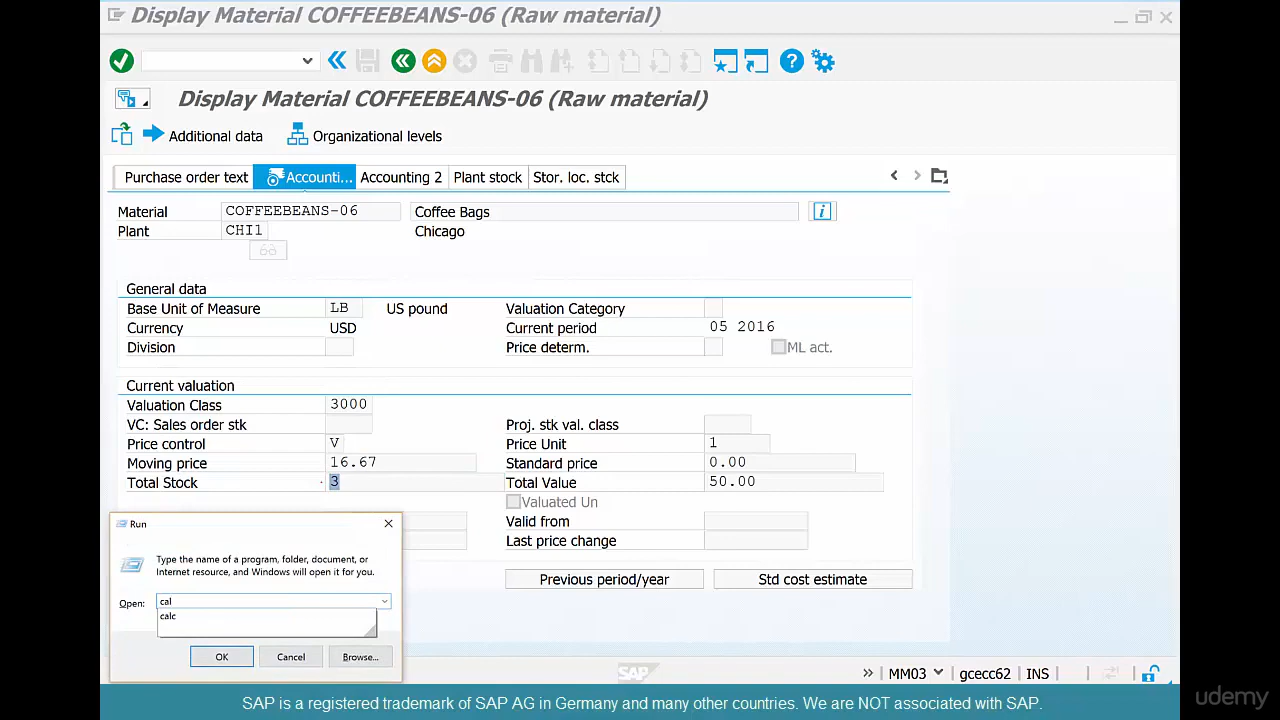 Display Material COFFEEBEANS-06 (Raw material)
Display Material COFFEEBEANS-06 (Raw material)
Additional data Organizational levels
Purchase order text Accounti... Accounting 2 Plant stock Stor. loc. stck
Material COFFEEBEANS-06 Coffee Bags
Plant CHI1 Chicago
General data
Base Unit of Measure LB US pound Valuation Category
Currency USD Current period 05 2016
Division Price determ. ML act.
Current valuation
Valuation Class 3000
VC: Sales order stk Proj. stk val. class
Price control V Price Unit 1
Moving price 16.67 Standard price 0.00
Total Stock 3 Total Value 50.00
Valuated Un
Valid from
Last price change
Previous period/year Std cost estimate
Run
Type the name of a program, folder, document, or
Internet resource, and Windows will open it for you.
Open: cal
calc
OK Cancel Browse...
SAP MM03 gcecc62 INS
SAP is a registered trademark of SAP AG in Germany and many other countries. We are NOT associated with SAP.
udemy